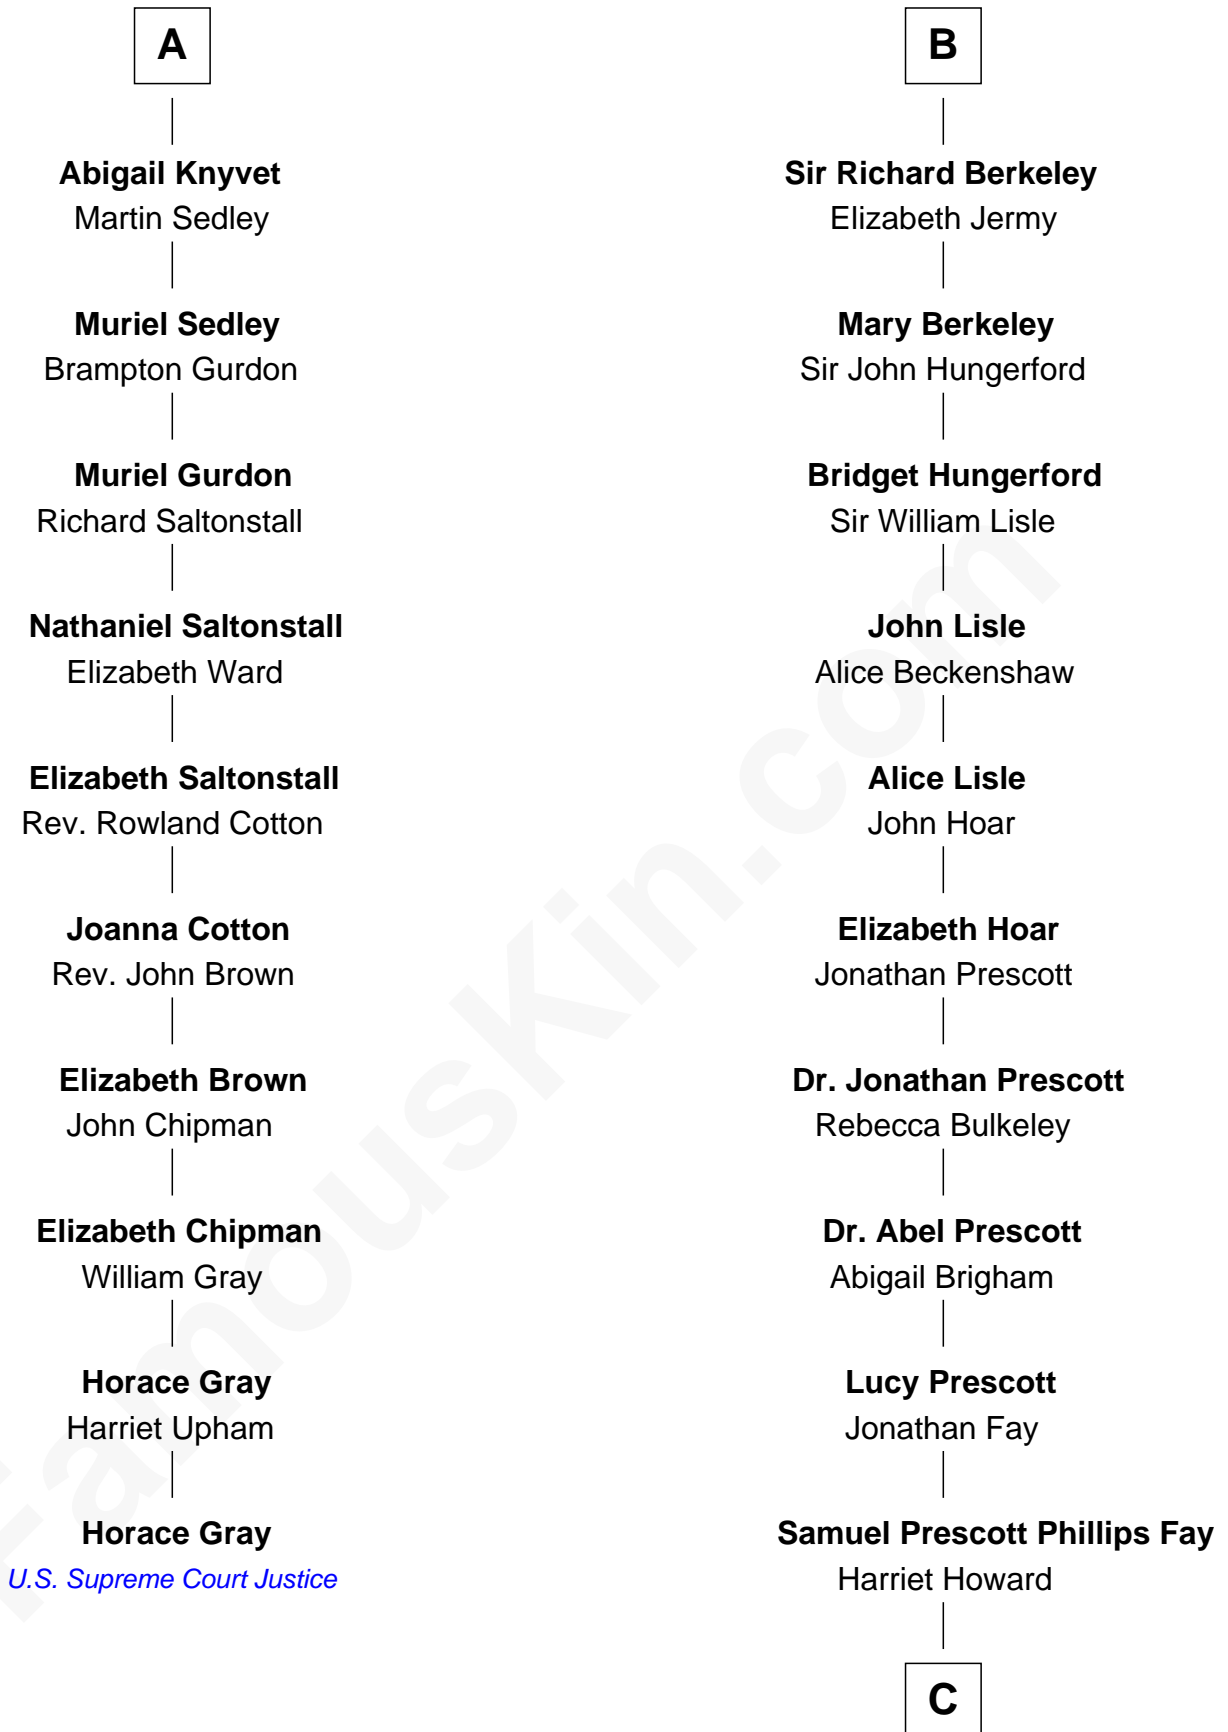 A
Abigail Knyvet
Martin Sedley
Muriel Sedley
Brampton Gurdon
Muriel Gurdon
Richard Saltonstall
Nathaniel Saltonstall
Elizabeth Ward
Elizabeth Saltonstall
Rev. Rowland Cotton
Joanna Cotton
Rev. John Brown
Elizabeth Brown
John Chipman
Elizabeth Chipman
William Gray
Horace Gray
Harriet Upham
Horace Gray
U.S. Supreme Court Justice
B
Sir Richard Berkeley
Elizabeth Jermy
Mary Berkeley
Sir John Hungerford
Bridget Hungerford
Sir William Lisle
John Lisle
Alice Beckenshaw
Alice Lisle
John Hoar
Elizabeth Hoar
Jonathan Prescott
Dr. Jonathan Prescott
Rebecca Bulkeley
Dr. Abel Prescott
Abigail Brigham
Lucy Prescott
Jonathan Fay
Samuel Prescott Phillips Fay
Harriet Howard
C
FamousKin.com